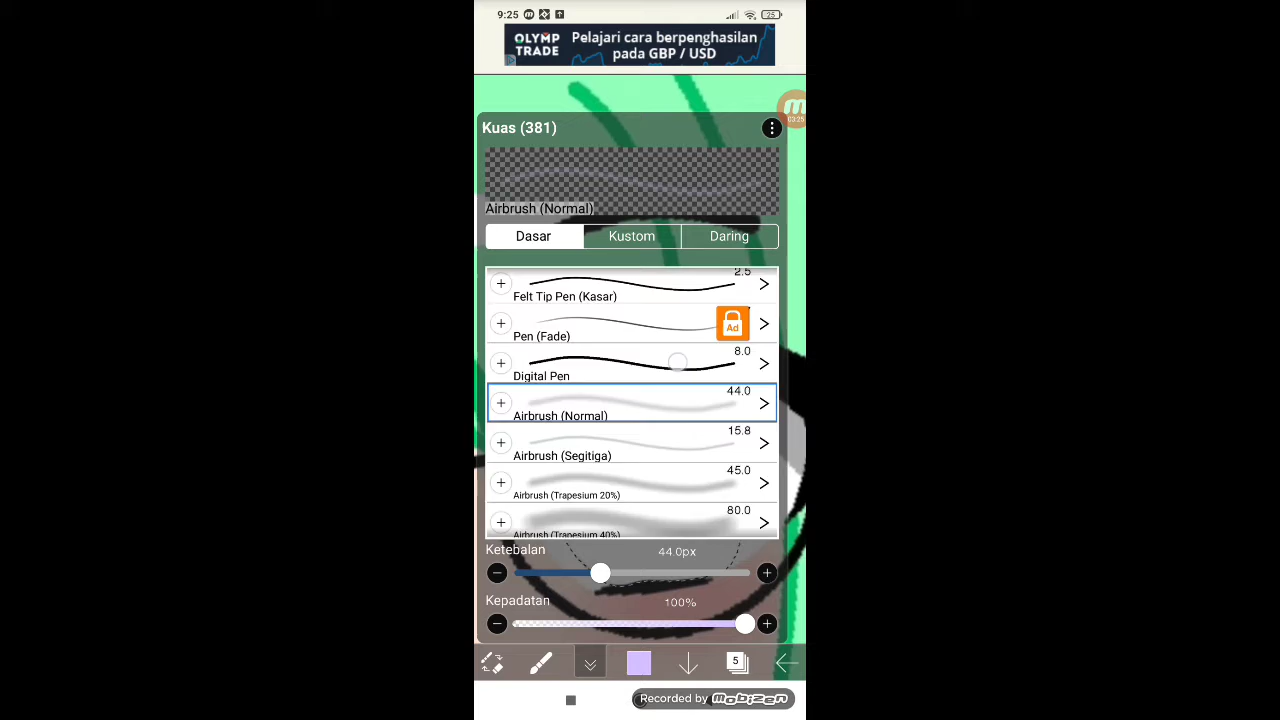 9:25
25
OLYMP TRADE
Pelajari cara berpenghasilan
pada GBP / USD
03:25
Kuas (381)
Airbrush (Normal)
Dasar
Kustom
Daring
2.5
Felt Tip Pen (Kasar)
Ad
Pen (Fade)
8.0
Digital Pen
44.0
Airbrush (Normal)
15.8
Airbrush (Segitiga)
45.0
Airbrush (Trapesium 20%)
80.0
Airbrush (Trapesium 40%)
Ketebalan
44.0px
Kepadatan
100%
5
Recorded by mobizen